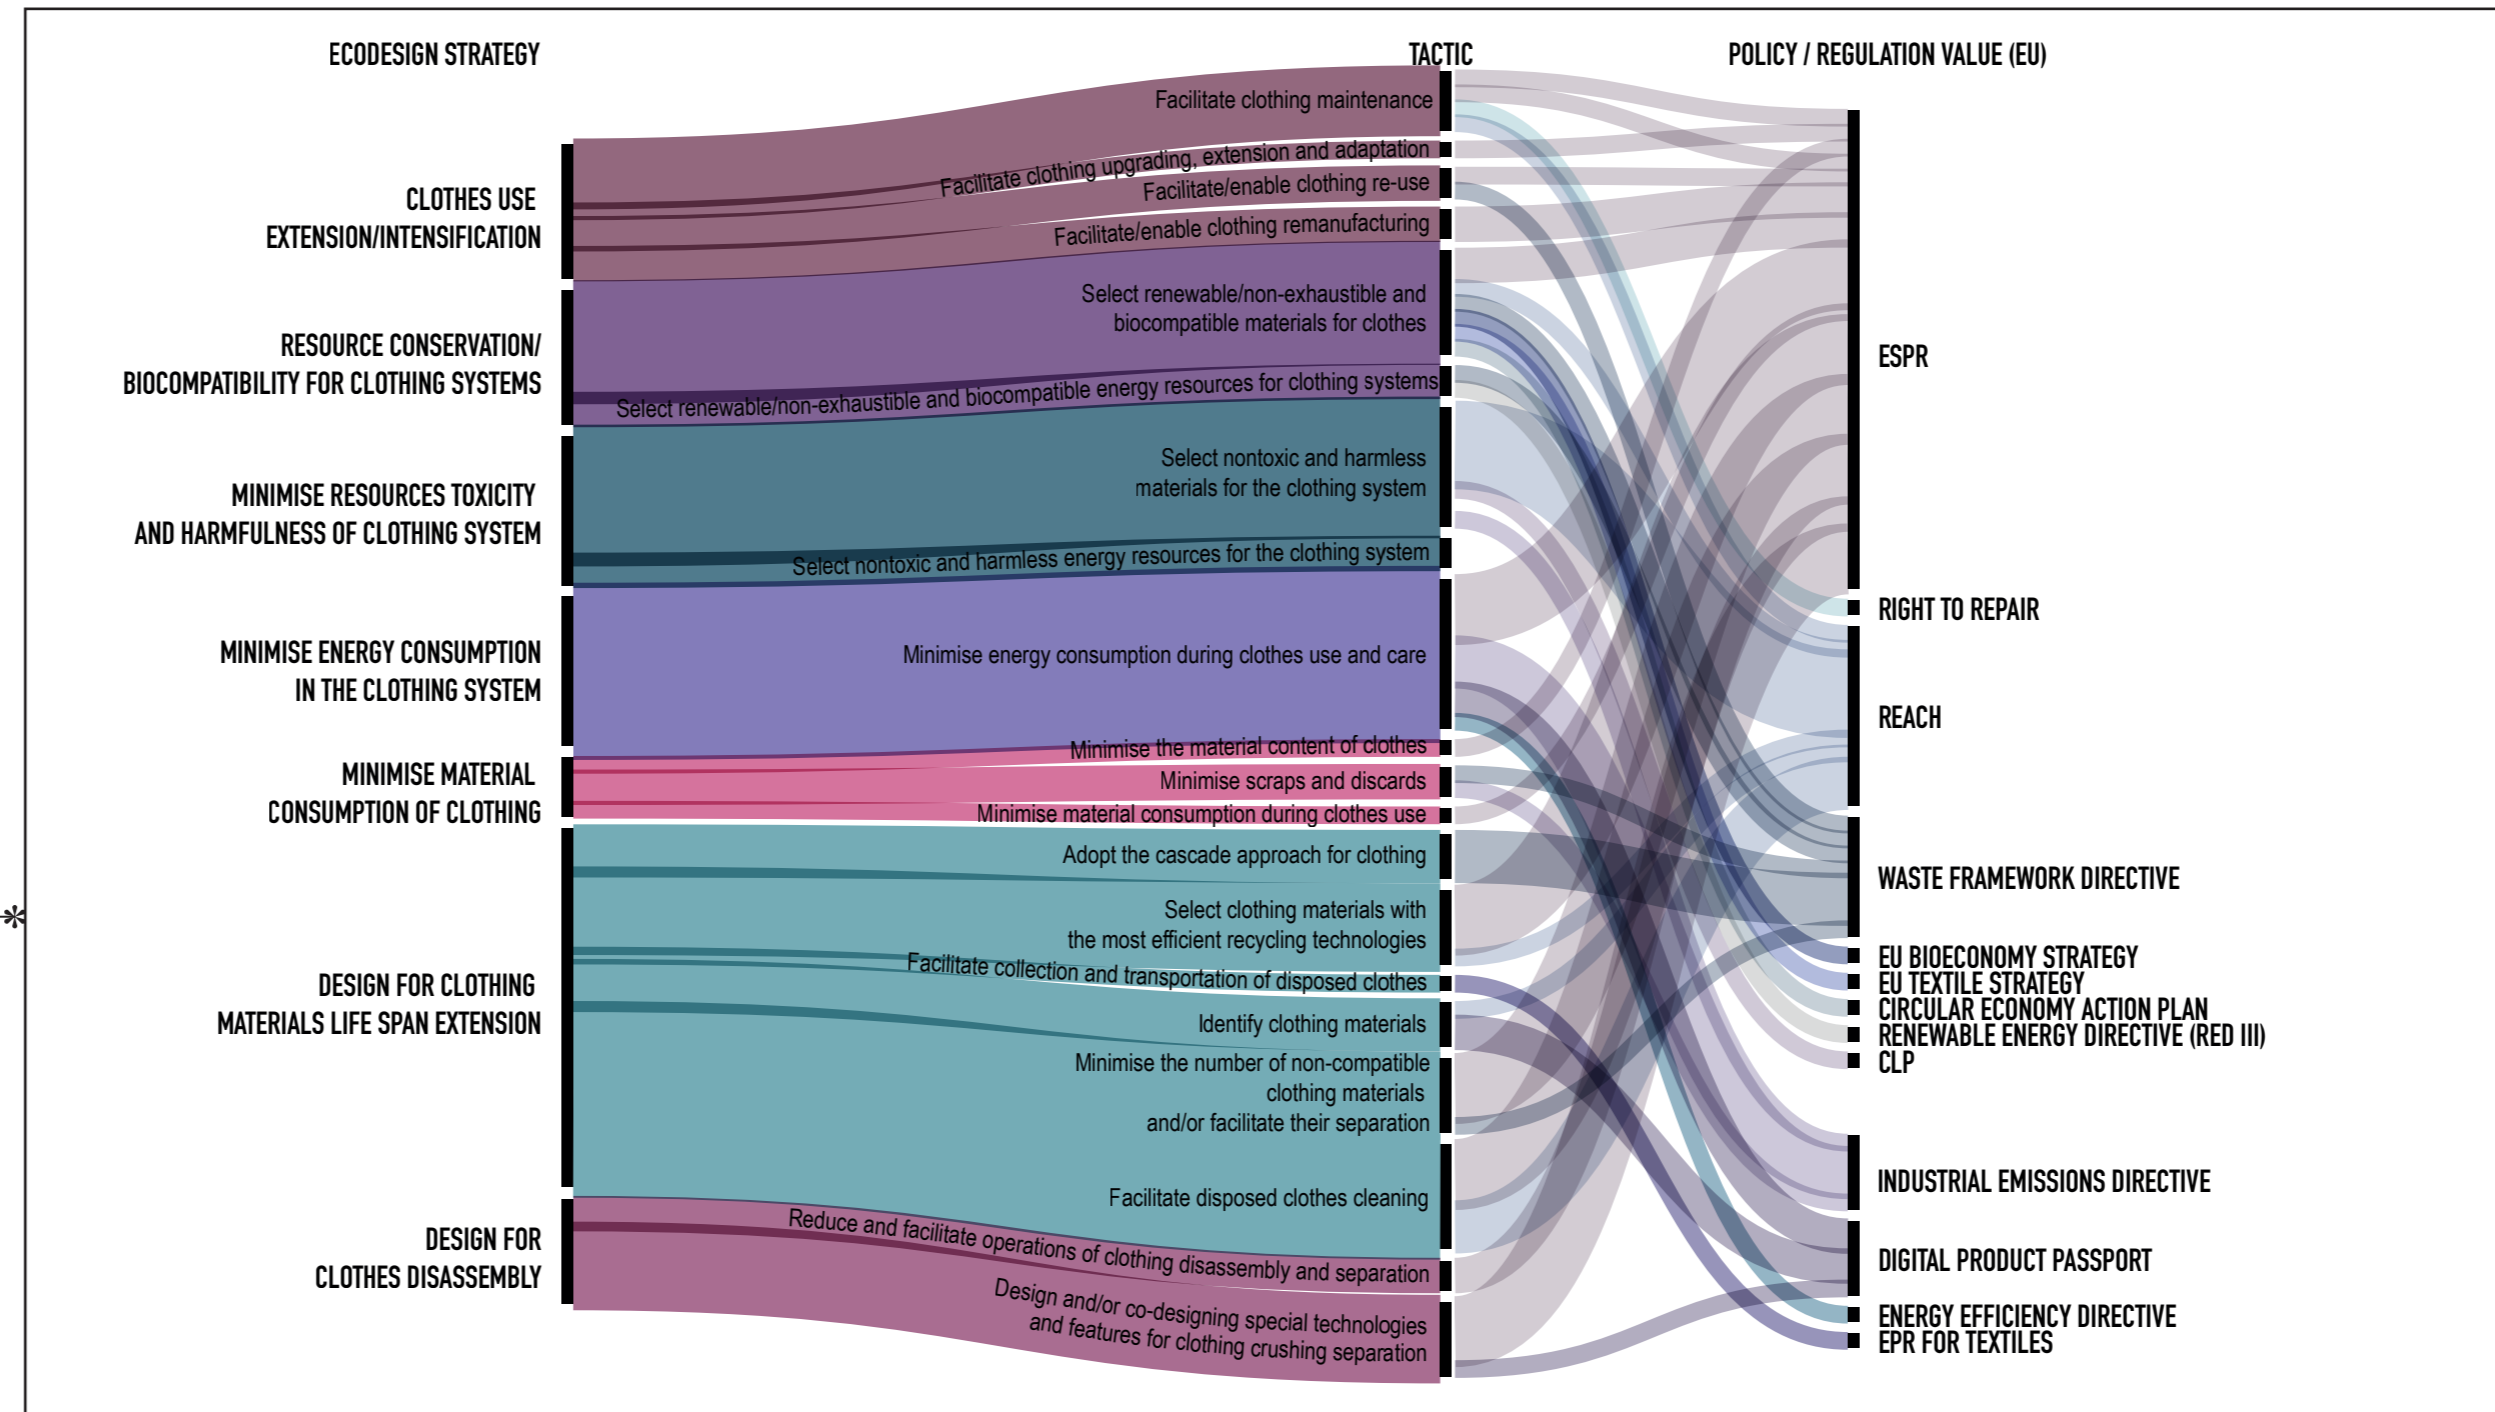 ECODESIGN STRATEGY
TACTIC
POLICY / REGULATION VALUE (EU)
CLOTHES USE
EXTENSION/INTENSIFICATION
RESOURCE CONSERVATION/
BIOCOMPATIBILITY FOR CLOTHING SYSTEMS
MINIMISE RESOURCES TOXICITY
AND HARMFULNESS OF CLOTHING SYSTEM
MINIMISE ENERGY CONSUMPTION
IN THE CLOTHING SYSTEM
MINIMISE MATERIAL
CONSUMPTION OF CLOTHING
DESIGN FOR CLOTHING
MATERIALS LIFE SPAN EXTENSION
DESIGN FOR
CLOTHES DISASSEMBLY
Facilitate clothing maintenance
Facilitate clothing upgrading, extension and adaptation
Facilitate/enable clothing re-use
Facilitate/enable clothing remanufacturing
Select renewable/non-exhaustible and
biocompatible materials for clothes
Select renewable/non-exhaustible and biocompatible energy resources for clothing systems
Select nontoxic and harmless
materials for the clothing system
Select nontoxic and harmless energy resources for the clothing system
Minimise energy consumption during clothes use and care
Minimise the material content of clothes
Minimise scraps and discards
Minimise material consumption during clothes use
Adopt the cascade approach for clothing
Select clothing materials with
the most efficient recycling technologies
Facilitate collection and transportation of disposed clothes
Identify clothing materials
Minimise the number of non-compatible
clothing materials
and/or facilitate their separation
Facilitate disposed clothes cleaning
Reduce and facilitate operations of clothing disassembly and separation
Design and/or co-designing special technologies
and features for clothing crushing separation
ESPR
RIGHT TO REPAIR
REACH
WASTE FRAMEWORK DIRECTIVE
EU BIOECONOMY STRATEGY
EU TEXTILE STRATEGY
CIRCULAR ECONOMY ACTION PLAN
RENEWABLE ENERGY DIRECTIVE (RED III)
CLP
INDUSTRIAL EMISSIONS DIRECTIVE
DIGITAL PRODUCT PASSPORT
ENERGY EFFICIENCY DIRECTIVE
EPR FOR TEXTILES
*